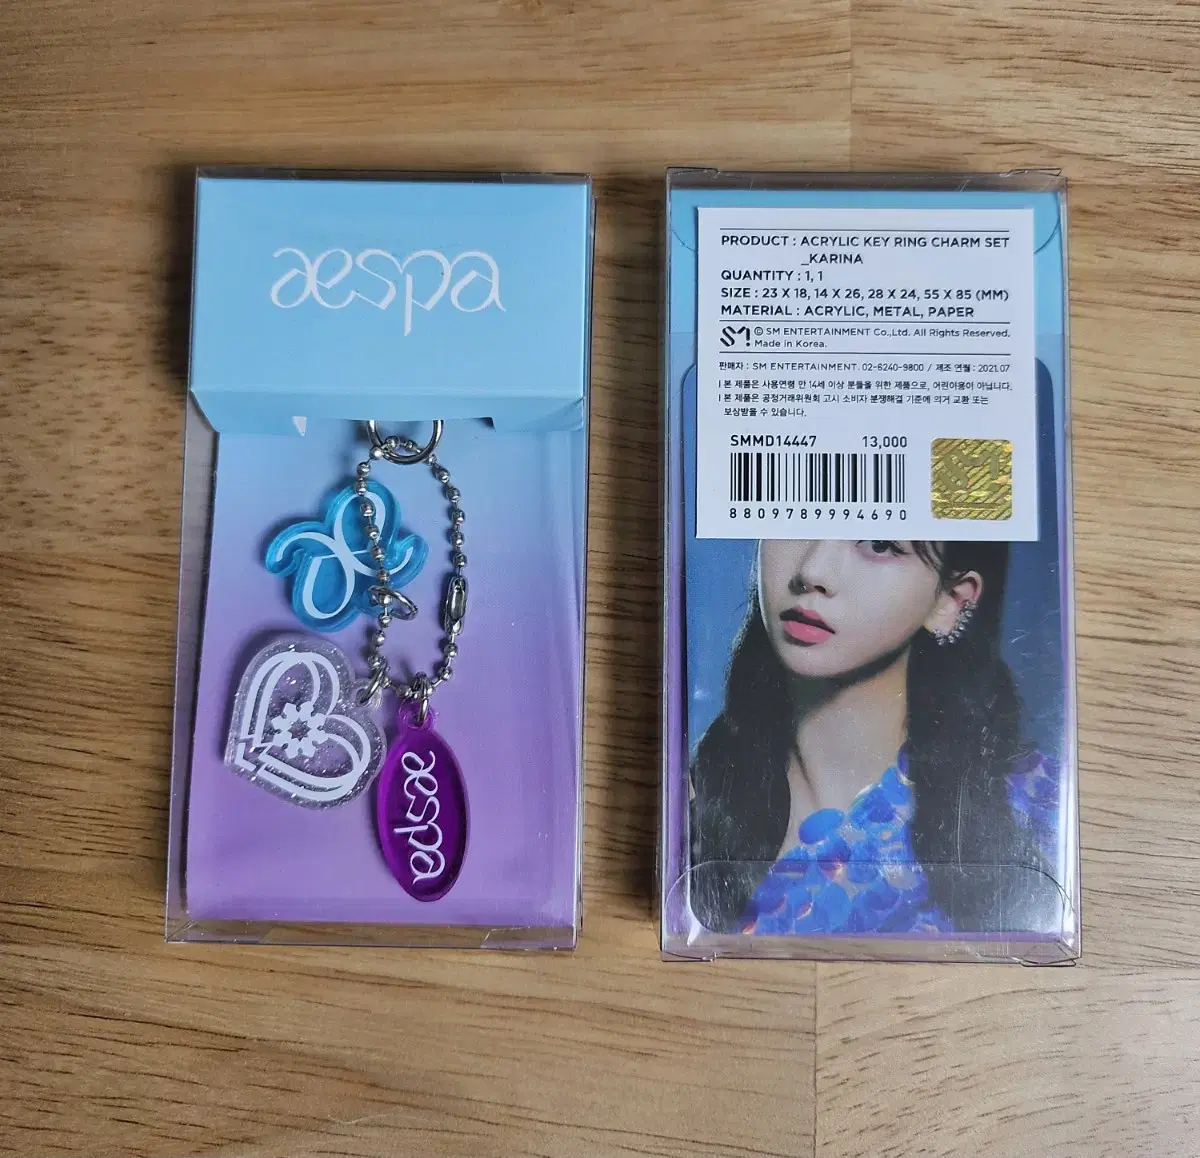 aespa
aespa
PRODUCT : ACRYLIC KEY RING CHARM SET
_KARINA
QUANTITY : 1, 1
SIZE : 23 X 18, 14 X 26, 28 X 24, 55 X 85 (MM)
MATERIAL : ACRYLIC, METAL, PAPER
SM ⓒ SM ENTERTAINMENT Co.,Ltd. All Rights Reserved.
Made in Korea.
판매자 : SM ENTERTAINMENT. 02-6240-9800 / 제조 연월 : 2021.07
ㅣ본 제품은 사용연령 만 14세 이상 분들을 위한 제품으로, 어린이용이 아닙니다.
ㅣ본 제품은 공정거래위원회 고시 소비자 분쟁해결 기준에 의거 교환 또는
보상받을 수 있습니다.
SMMD14447 13,000
8809789994690
SM